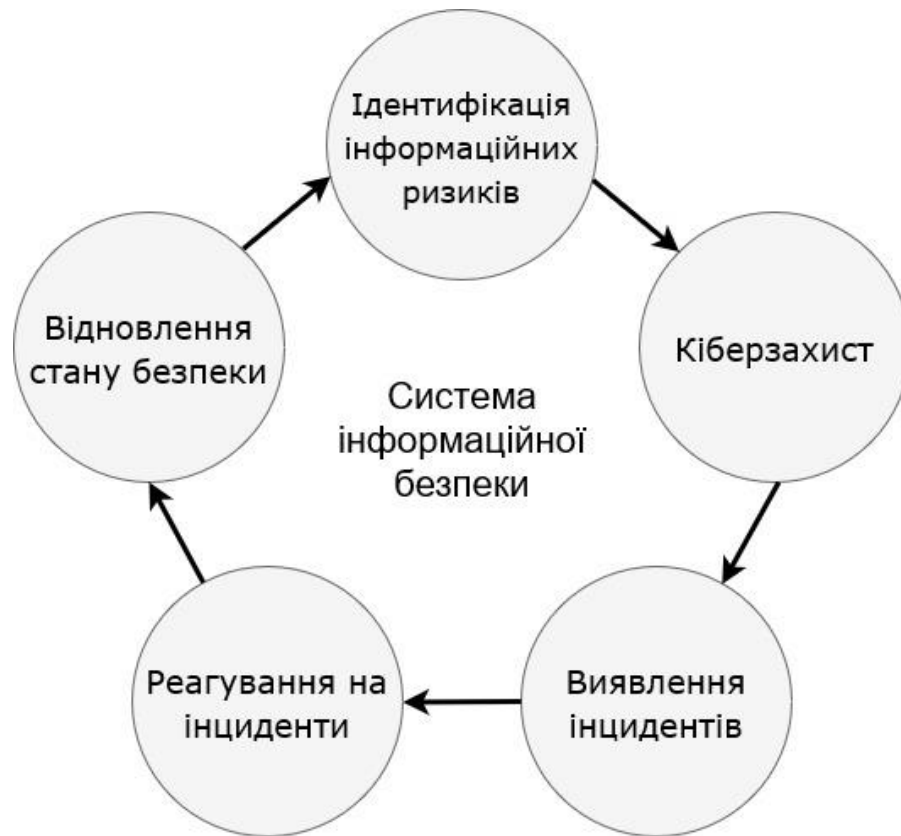 Ідентифікація
інформаційних
ризиків
Кіберзахист
Виявлення
інцидентів
Реагування на
інциденти
Відновлення
стану безпеки
Система
інформаційної
безпеки